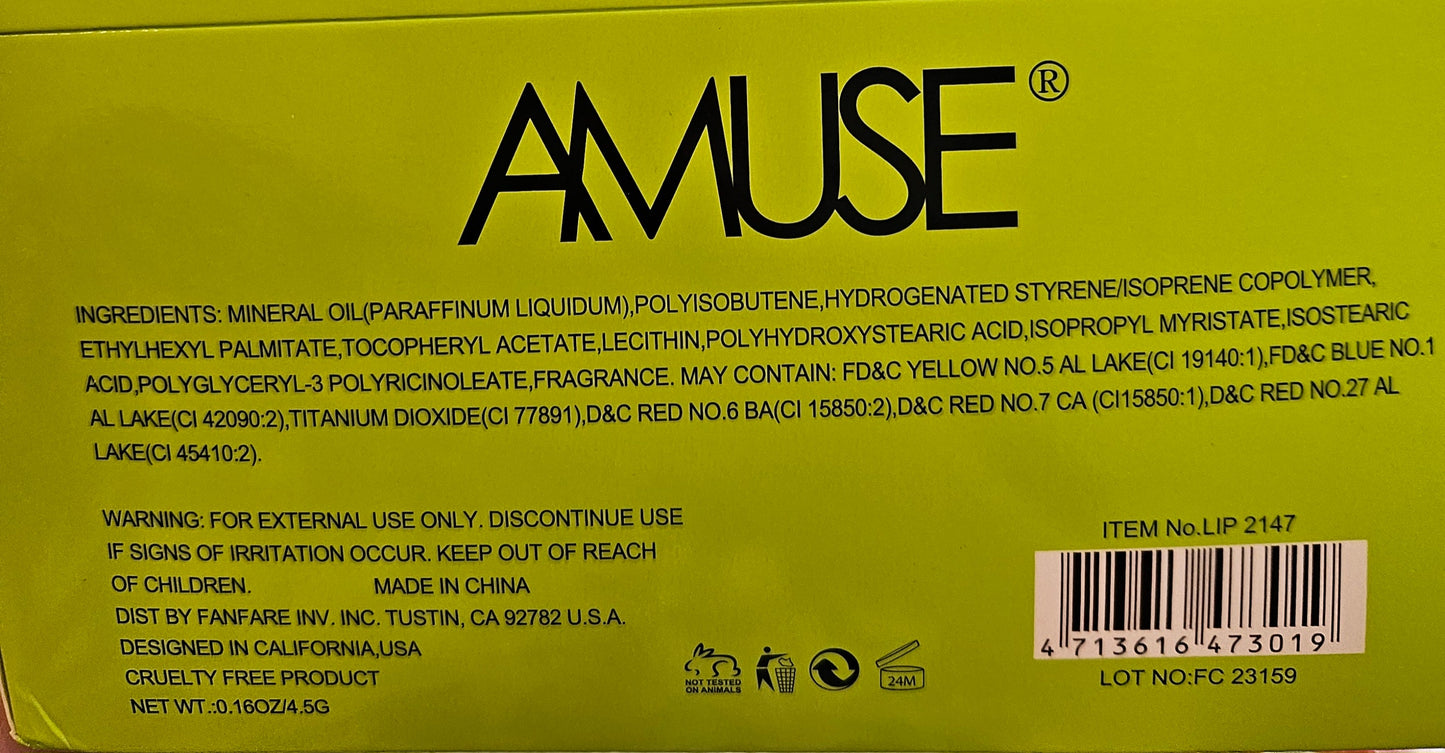 AMUSE®
INGREDIENTS: MINERAL OIL(PARAFFINUM LIQUIDUM),POLYISOBUTENE,HYDROGENATED STYRENE/ISOPRENE COPOLYMER,
ETHYLHEXYL PALMITATE,TOCOPHERYL ACETATE,LECITHIN,POLYHYDROXYSTEARIC ACID,ISOPROPYL MYRISTATE,ISOSTEARIC
ACID,POLYGLYCERYL-3 POLYRICINOLEATE,FRAGRANCE. MAY CONTAIN: FD&C YELLOW NO.5 AL LAKE(CI 19140:1),FD&C BLUE NO.1
AL LAKE(CI 42090:2),TITANIUM DIOXIDE(CI 77891),D&C RED NO.6 BA(CI 15850:2),D&C RED NO.7 CA (CI15850:1),D&C RED NO.27 AL
LAKE(CI 45410:2).
WARNING: FOR EXTERNAL USE ONLY. DISCONTINUE USE
IF SIGNS OF IRRITATION OCCUR. KEEP OUT OF REACH
OF CHILDREN. MADE IN CHINA
DIST BY FANFARE INV. INC. TUSTIN, CA 92782 U.S.A.
DESIGNED IN CALIFORNIA,USA
CRUELTY FREE PRODUCT
NET WT.:0.16OZ/4.5G
NOT TESTED
ON ANIMALS
24M
ITEM No.LIP 2147
4 713616 473019
LOT NO:FC 23159